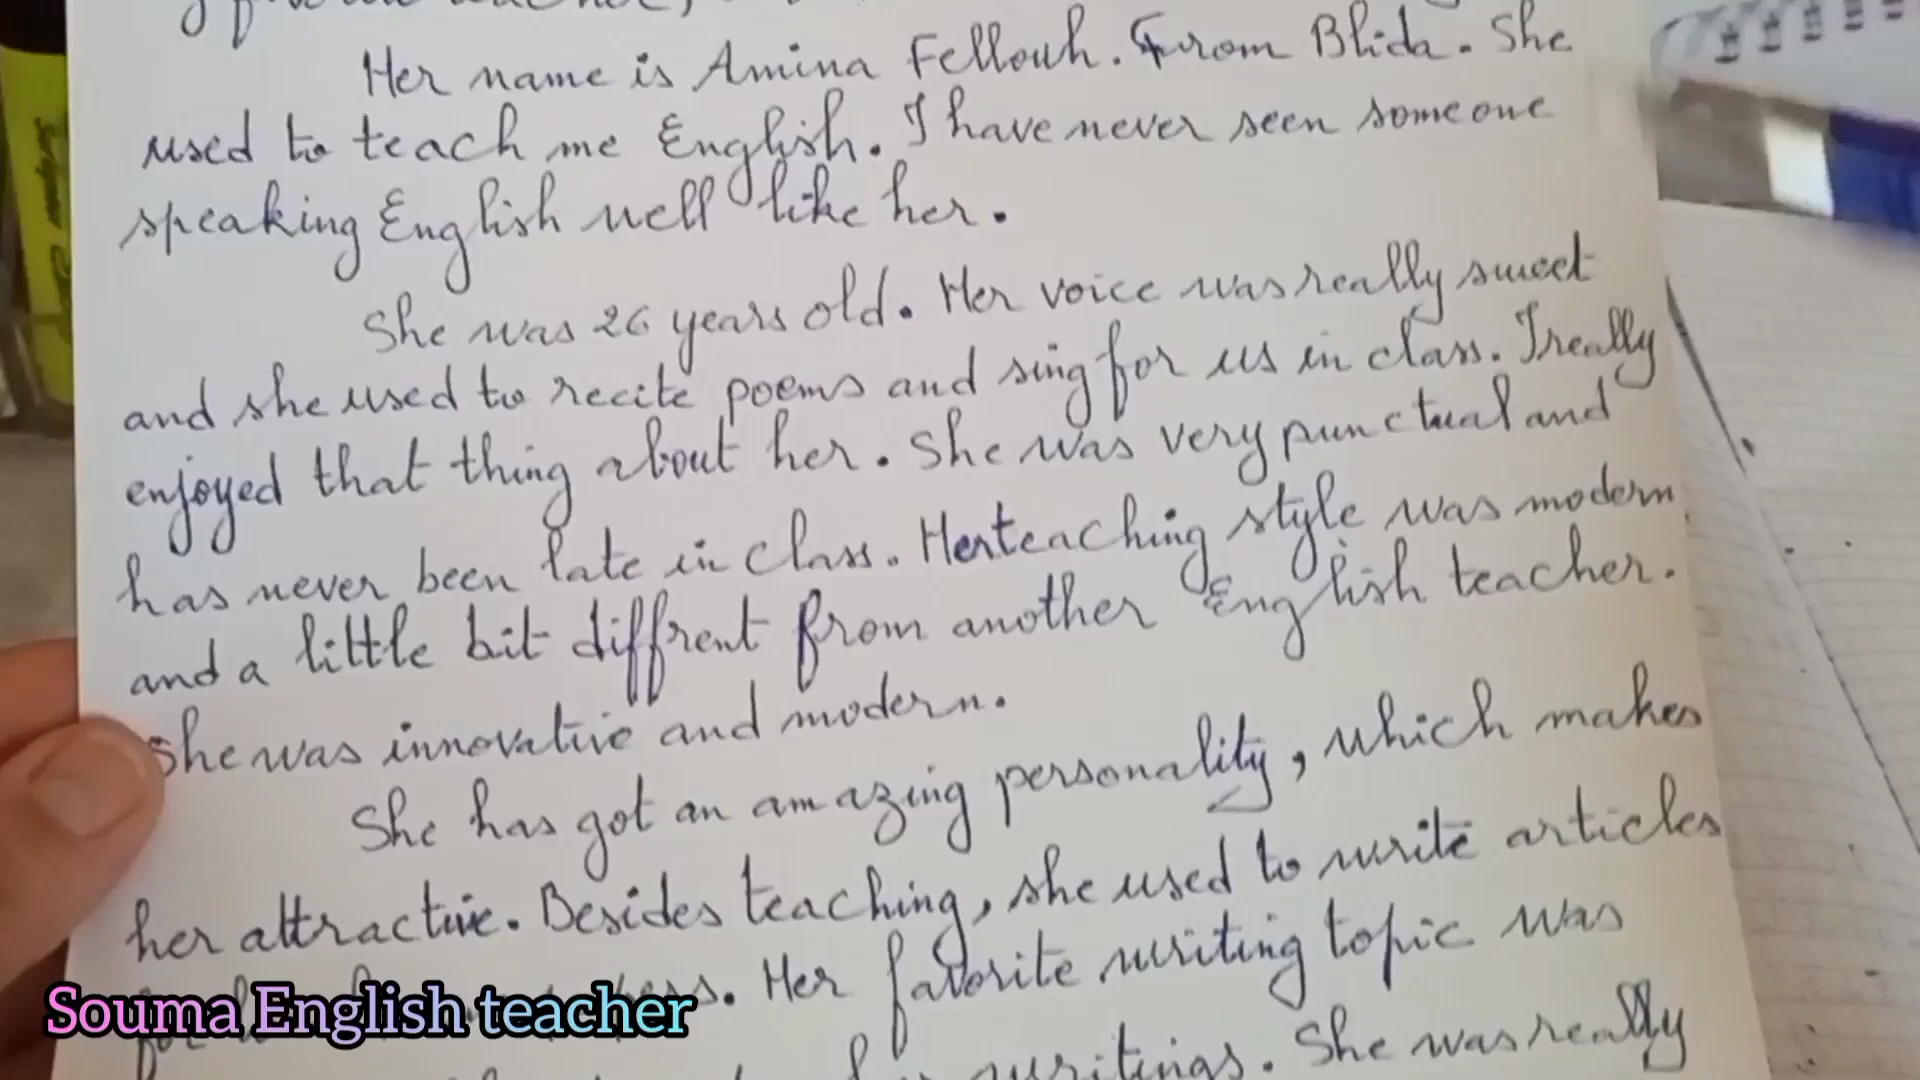 Her name is Amina Fellouh. From Blida. She
used to teach me English. I have never seen someone
speaking English well like her.
She was 26 years old. Her voice was really sweet
and she used to recite poems and sing for us in class. I really
enjoyed that thing about her. She was very punctual and
has never been late in class. Her teaching style was modern
and a little bit diffrent from another English teacher.
She was innovative and modern.
She has got an amazing personality, which makes
her attractive. Besides teaching, she used to write articles
Her favorite writing topic was
writings. She was really
Souma English teacher